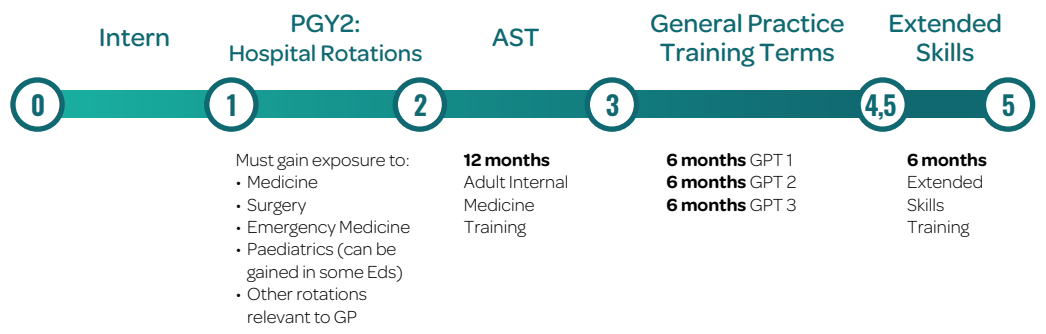 Intern
PGY2:
Hospital Rotations
AST
General Practice
Training Terms
Extended
Skills
0
1
2
3
4,5
5
Must gain exposure to:
• Medicine
• Surgery
• Emergency Medicine
• Paediatrics (can be
gained in some Eds)
• Other rotations
relevant to GP
12 months
Adult Internal
Medicine
Training
6 months GPT 1
6 months GPT 2
6 months GPT 3
6 months
Extended
Skills
Training